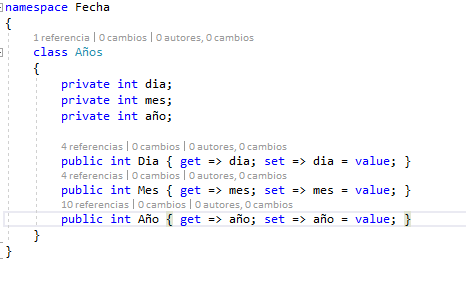 namespace Fecha
{
1 referencia | 0 cambios | 0 autores, 0 cambios
class Años
{
private int dia;
private int mes;
private int año;
4 referencias | 0 cambios | 0 autores, 0 cambios
public int Dia { get => dia; set => dia = value; }
4 referencias | 0 cambios | 0 autores, 0 cambios
public int Mes { get => mes; set => mes = value; }
10 referencias | 0 cambios | 0 autores, 0 cambios
public int Año { get => año; set => año = value; }
}
}